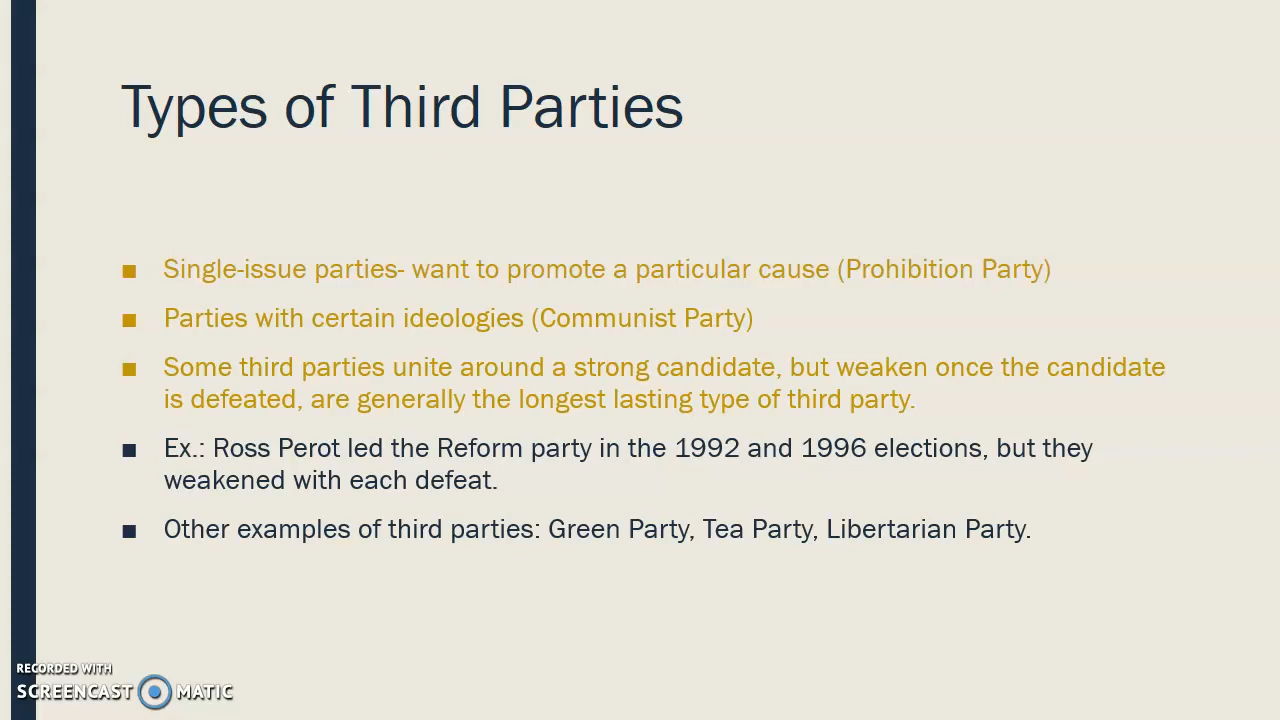 Types of Third Parties
■ Single-issue parties- want to promote a particular cause (Prohibition Party)
■ Parties with certain ideologies (Communist Party)
■ Some third parties unite around a strong candidate, but weaken once the candidate
is defeated, are generally the longest lasting type of third party.
■ Ex.: Ross Perot led the Reform party in the 1992 and 1996 elections, but they
weakened with each defeat.
■ Other examples of third parties: Green Party, Tea Party, Libertarian Party.
RECORDED WITH
SCREENCAST MATIC